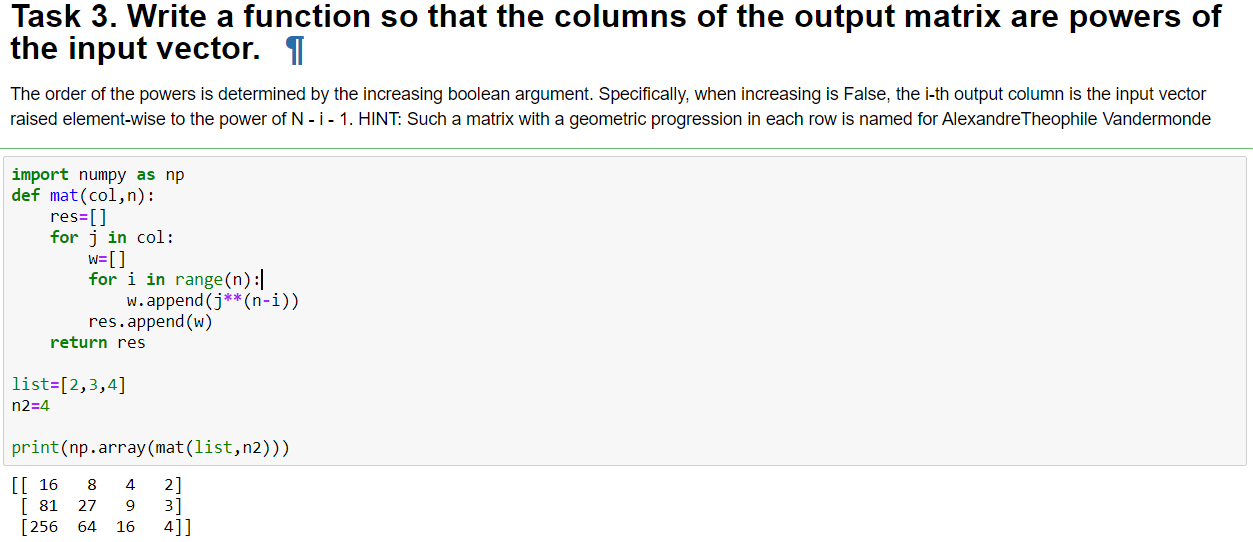 Task 3. Write a function so that the columns of the output matrix are powers of
the input vector. ¶
The order of the powers is determined by the increasing boolean argument. Specifically, when increasing is False, the i-th output column is the input vector
raised element-wise to the power of N - i - 1. HINT: Such a matrix with a geometric progression in each row is named for AlexandreTheophile Vandermonde
import numpy as np
def mat(col,n):
    res=[]
    for j in col:
        w=[]
        for i in range(n):
            w.append(j**(n-i))
        res.append(w)
    return res
list=[2,3,4]
n2=4
print(np.array(mat(list,n2)))
[[ 16   8   4   2]
 [ 81  27   9   3]
 [256  64  16   4]]